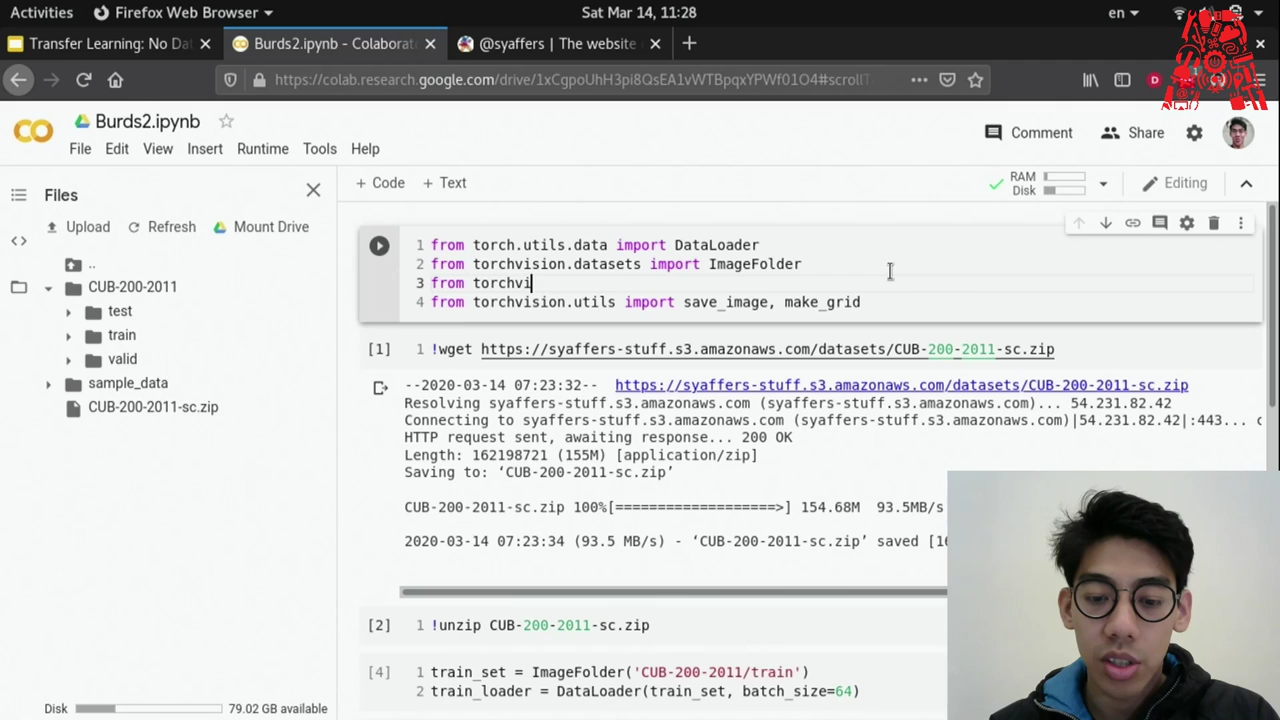 Activities
Firefox Web Browser
Sat Mar 14, 11:28
en
Transfer Learning: No Da
Burds2.ipynb - Colaborat
@syaffers | The website
https://colab.research.google.com/drive/1xCgpoUhH3pi8QsEA1vWTBpqxYPWf01O4#scrollT
Burds2.ipynb
Comment
Share
File Edit View Insert Runtime Tools Help
Files
+ Code + Text
RAM
Disk
Editing
Upload Refresh Mount Drive
..
CUB-200-2011
test
train
valid
sample_data
CUB-200-2011-sc.zip
1 from torch.utils.data import DataLoader
2 from torchvision.datasets import ImageFolder
3 from torchvi
4 from torchvision.utils import save_image, make_grid
[1] 1 !wget https://syaffers-stuff.s3.amazonaws.com/datasets/CUB-200-2011-sc.zip
--2020-03-14 07:23:32-- https://syaffers-stuff.s3.amazonaws.com/datasets/CUB-200-2011-sc.zip
Resolving syaffers-stuff.s3.amazonaws.com (syaffers-stuff.s3.amazonaws.com)... 54.231.82.42
Connecting to syaffers-stuff.s3.amazonaws.com (syaffers-stuff.s3.amazonaws.com)|54.231.82.42|:443... c
HTTP request sent, awaiting response... 200 OK
Length: 162198721 (155M) [application/zip]
Saving to: ‘CUB-200-2011-sc.zip’
CUB-200-2011-sc.zip 100%[===================>] 154.68M 93.5MB/s
2020-03-14 07:23:34 (93.5 MB/s) - ‘CUB-200-2011-sc.zip’ saved [16
[2] 1 !unzip CUB-200-2011-sc.zip
[4] 1 train_set = ImageFolder('CUB-200-2011/train')
2 train_loader = DataLoader(train_set, batch_size=64)
Disk
79.02 GB available